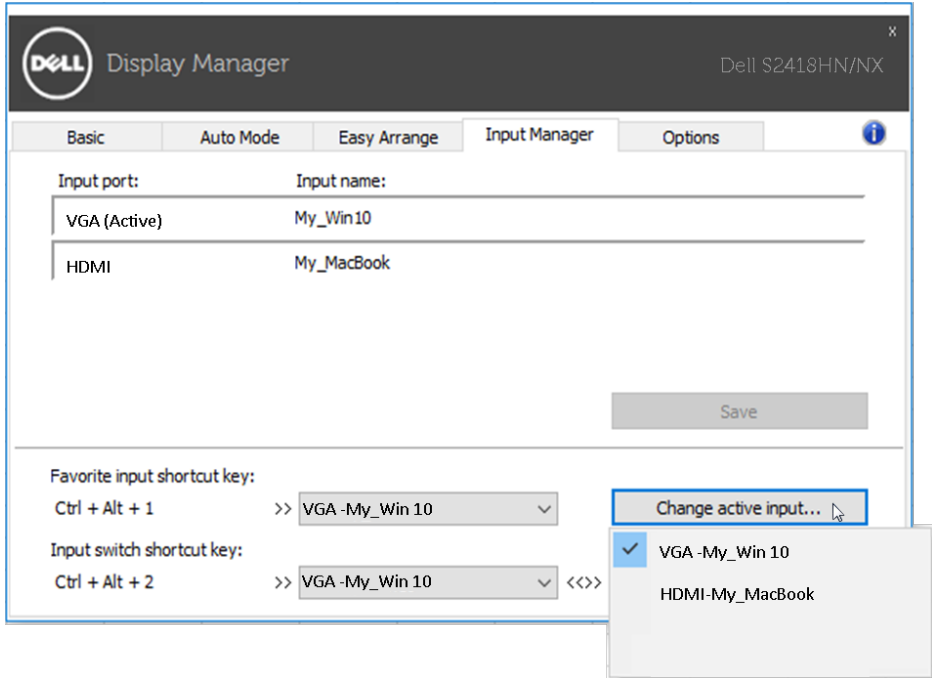 x
DELL Display Manager
Dell S2418HN/NX
Basic Auto Mode Easy Arrange Input Manager Options i
Input port: Input name:
VGA (Active) My_Win10
HDMI My_MacBook
Save
Favorite input shortcut key:
Ctrl + Alt + 1 >> VGA -My_Win 10 Change active input...
Input switch shortcut key:
VGA -My_Win 10
Ctrl + Alt + 2 >> VGA -My_Win 10 <<>>
HDMI-My_MacBook